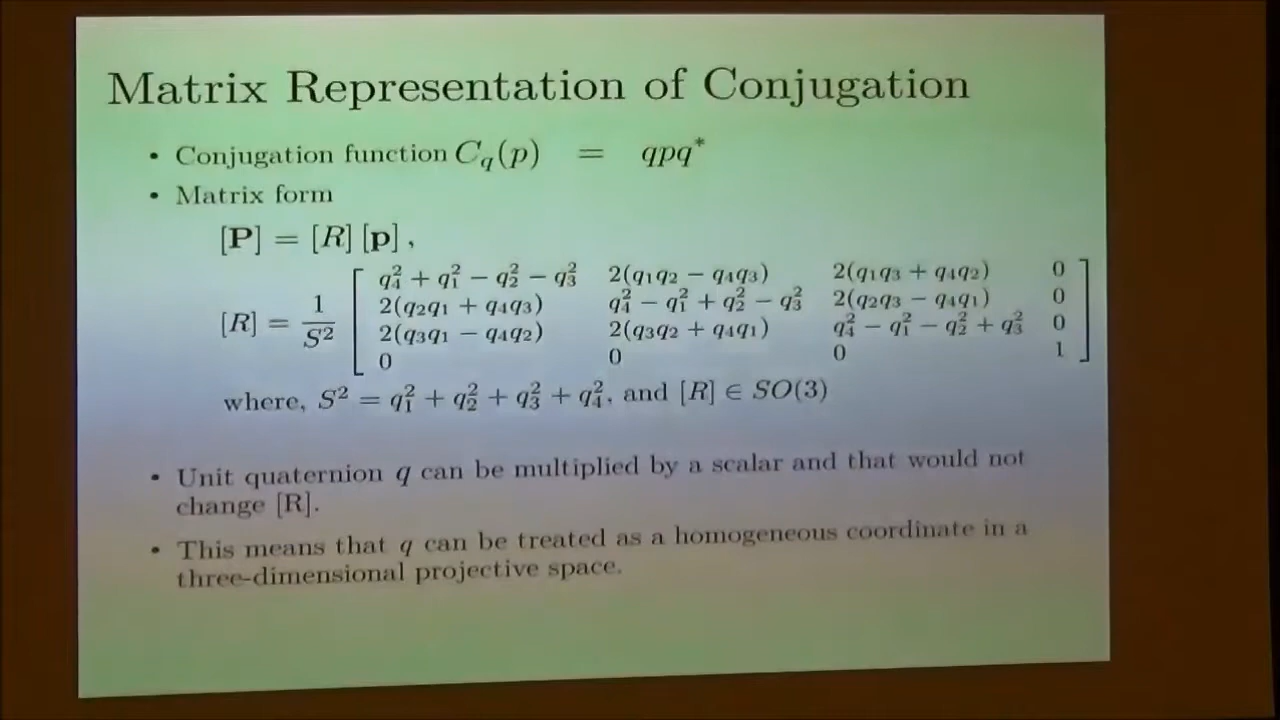 Matrix Representation of Conjugation
• Conjugation function C_q(p) = qpq*
• Matrix form
[P] = [R] [p],
[R] = 1/S² [ q₄² + q₁² − q₂² − q₃² 2(q₁q₂ − q₄q₃) 2(q₁q₃ + q₄q₂) 0
2(q₂q₁ + q₄q₃) q₄² − q₁² + q₂² − q₃² 2(q₂q₃ − q₄q₁) 0
2(q₃q₁ − q₄q₂) 2(q₃q₂ + q₄q₁) q₄² − q₁² − q₂² + q₃² 0
0 0 0 1 ]
where, S² = q₁² + q₂² + q₃² + q₄², and [R] ∈ SO(3)
• Unit quaternion q can be multiplied by a scalar and that would not
change [R].
• This means that q can be treated as a homogeneous coordinate in a
three-dimensional projective space.